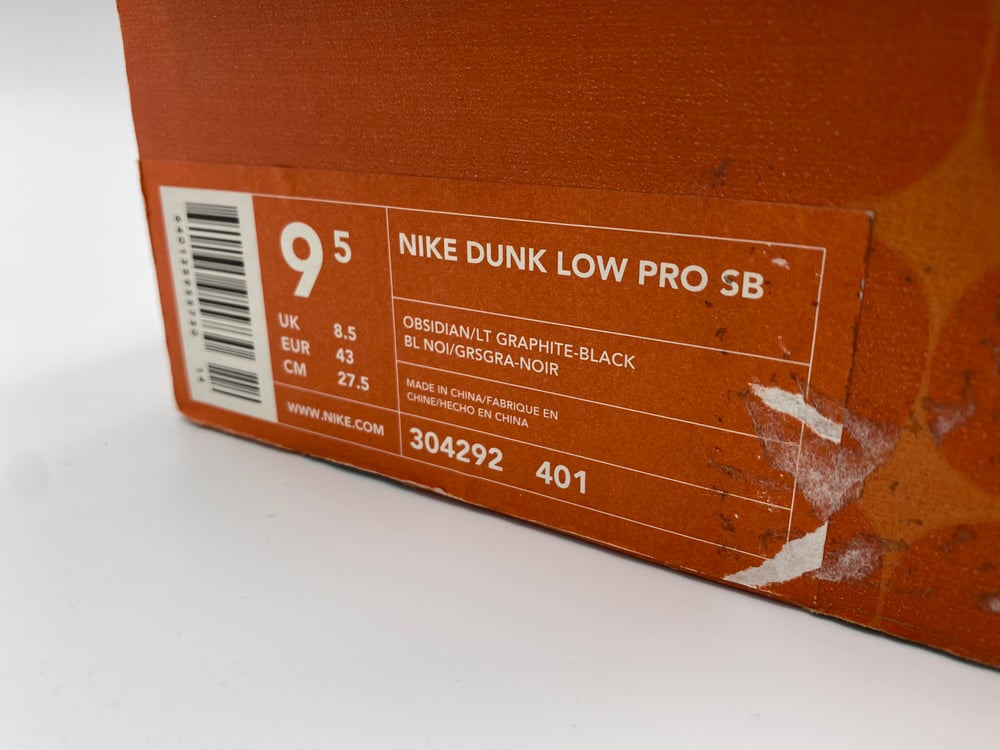 9 5
UK 8.5
EUR 43
CM 27.5
WWW.NIKE.COM
NIKE DUNK LOW PRO SB
OBSIDIAN/LT GRAPHITE-BLACK
BL NOI/GRSGRA-NOIR
MADE IN CHINA/FABRIQUE EN
CHINE/HECHO EN CHINA
304292 401
14